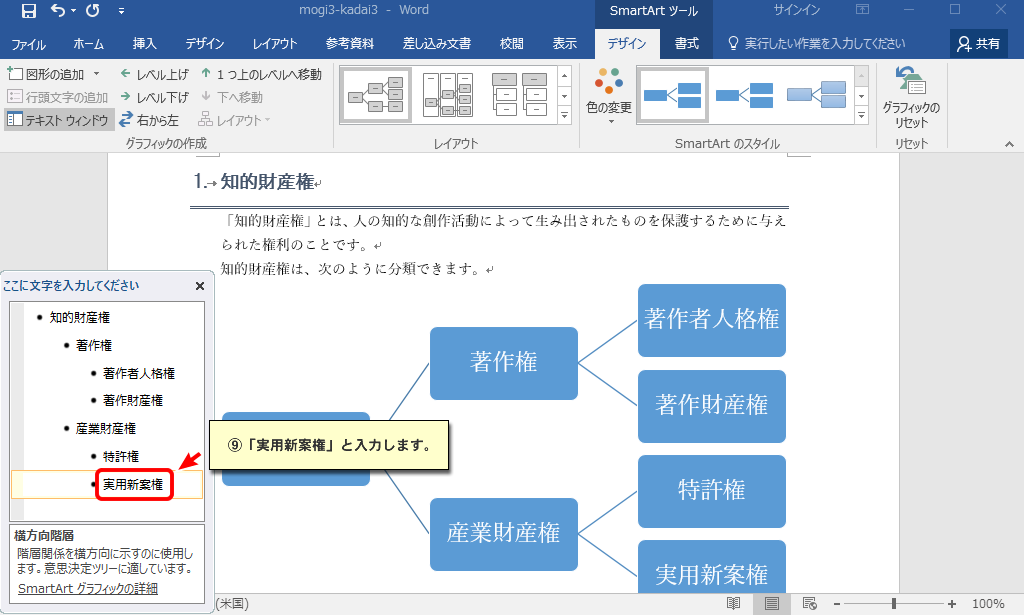 mogi3-kadai3 - Word
SmartArt ツール
サインイン
ファイル ホーム 挿入 デザイン レイアウト 参考資料 差し込み文書 校閲 表示 デザイン 書式 実行したい作業を入力してください 共有
図形の追加 レベル上げ 1 つ上のレベルへ移動
行頭文字の追加 レベル下げ 下へ移動
テキスト ウィンドウ 右から左 レイアウト
色の変更
グラフィックの
リセット
グラフィックの作成 レイアウト SmartArt のスタイル リセット
1.→知的財産権↵
「知的財産権」とは、人の知的な創作活動によって生み出されたものを保護するために与え
られた権利のことです。↵
知的財産権は、次のように分類できます。↵
ここに文字を入力してください
• 知的財産権
• 著作権
• 著作者人格権
• 著作財産権
• 産業財産権
• 特許権
• 実用新案権
横方向階層
階層関係を横方向に示すのに使用し
ます。意思決定ツリーに適しています。
SmartArt グラフィックの詳細
⑨「実用新案権」と入力します。
著作権
産業財産権
著作者人格権
著作財産権
特許権
実用新案権
(米国)
100%